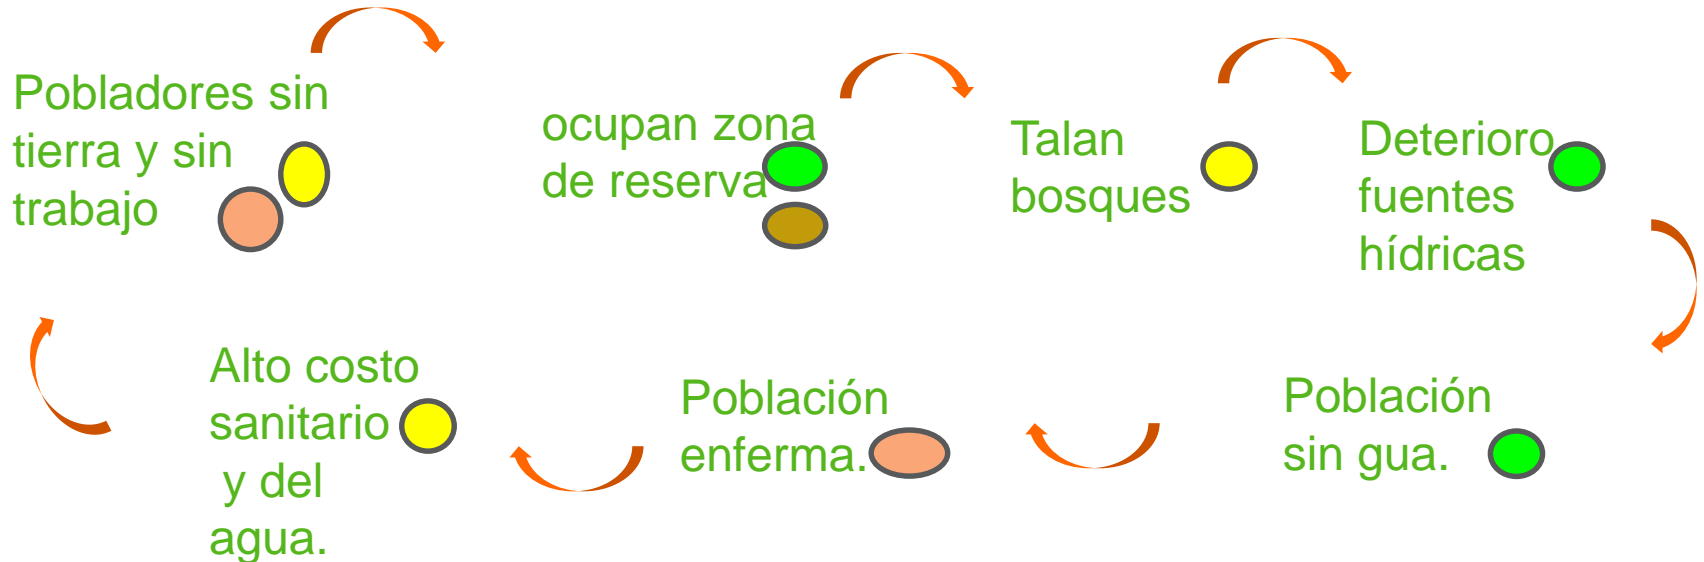 Pobladores sin
tierra y sin
trabajo
ocupan zona
de reserva
Talan
bosques
Deterioro
fuentes
hídricas
Población
sin gua.
Población
enferma.
Alto costo
sanitario
y del
agua.